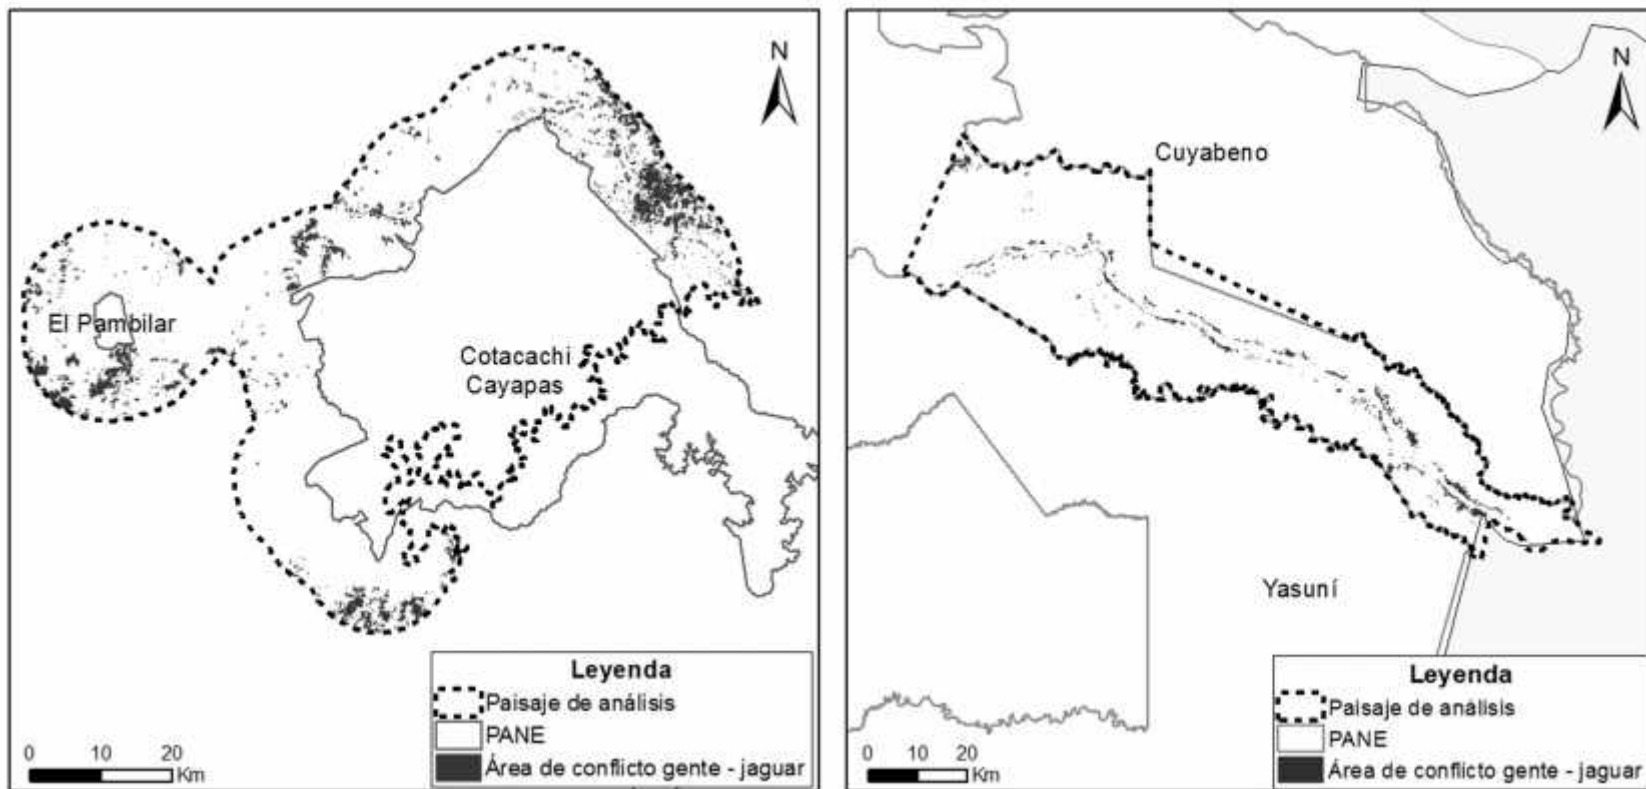 N
El Pambilar
Cotacachi
Cayapas
Leyenda
Paisaje de análisis
PANE
Área de conflicto gente - jaguar
0 10 20
Km
N
Cuyabeno
Yasuní
Leyenda
Paisaje de análisis
PANE
Área de conflicto gente - jaguar
0 10 20
Km